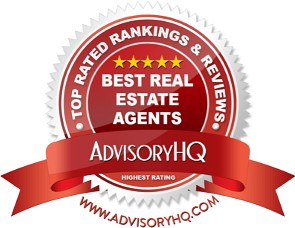 • TOP RATED RANKINGS & REVIEWS •
BEST REAL
ESTATE
AGENTS
ADVISORYHQ
HIGHEST RATING
WWW.ADVISORYHQ.COM